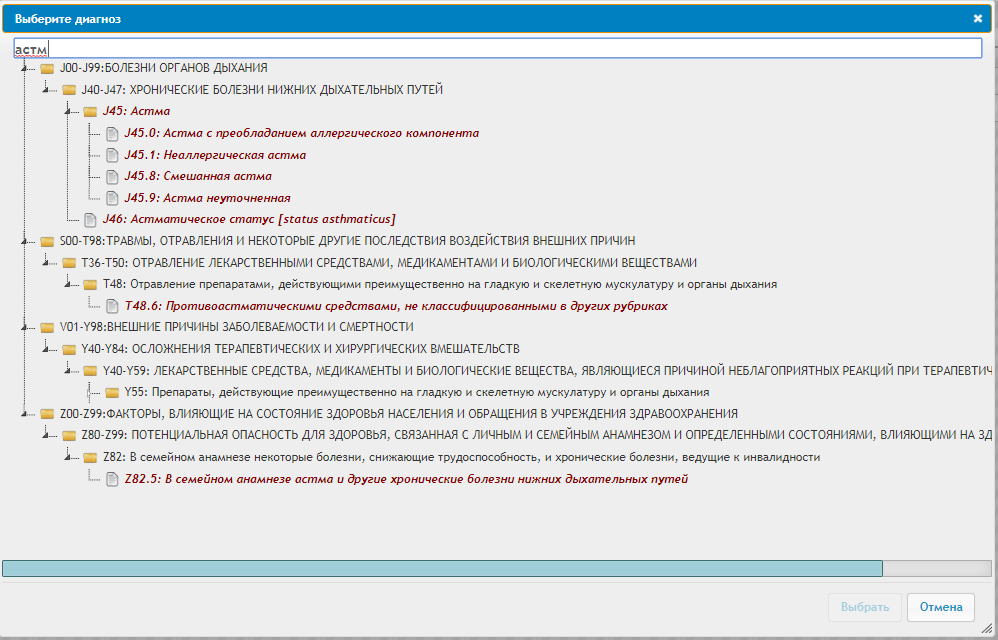 Выберите диагноз
астм
J00-J99:БОЛЕЗНИ ОРГАНОВ ДЫХАНИЯ
J40-J47: ХРОНИЧЕСКИЕ БОЛЕЗНИ НИЖНИХ ДЫХАТЕЛЬНЫХ ПУТЕЙ
J45: Астма
J45.0: Астма с преобладанием аллергического компонента
J45.1: Неаллергическая астма
J45.8: Смешанная астма
J45.9: Астма неуточненная
J46: Астматическое статус [status asthmaticus]
S00-T98:ТРАВМЫ, ОТРАВЛЕНИЯ И НЕКОТОРЫЕ ДРУГИЕ ПОСЛЕДСТВИЯ ВОЗДЕЙСТВИЯ ВНЕШНИХ ПРИЧИН
T36-T50: ОТРАВЛЕНИЕ ЛЕКАРСТВЕННЫМИ СРЕДСТВАМИ, МЕДИКАМЕНТАМИ И БИОЛОГИЧЕСКИМИ ВЕЩЕСТВАМИ
T48: Отравление препаратами, действующими преимущественно на гладкую и скелетную мускулатуру и органы дыхания
T48.6: Противоастматическими средствами, не классифицированными в других рубриках
V01-Y98:ВНЕШНИЕ ПРИЧИНЫ ЗАБОЛЕВАЕМОСТИ И СМЕРТНОСТИ
Y40-Y84: ОСЛОЖНЕНИЯ ТЕРАПЕВТИЧЕСКИХ И ХИРУРГИЧЕСКИХ ВМЕШАТЕЛЬСТВ
Y40-Y59: ЛЕКАРСТВЕННЫЕ СРЕДСТВА, МЕДИКАМЕНТЫ И БИОЛОГИЧЕСКИЕ ВЕЩЕСТВА, ЯВЛЯЮЩИЕСЯ ПРИЧИНОЙ НЕБЛАГОПРИЯТНЫХ РЕАКЦИЙ ПРИ ТЕРАПЕВТИЧ
Y55: Препараты, действующие преимущественно на гладкую и скелетную мускулатуру и органы дыхания
Z00-Z99:ФАКТОРЫ, ВЛИЯЮЩИЕ НА СОСТОЯНИЕ ЗДОРОВЬЯ НАСЕЛЕНИЯ И ОБРАЩЕНИЯ В УЧРЕЖДЕНИЯ ЗДРАВООХРАНЕНИЯ
Z80-Z99: ПОТЕНЦИАЛЬНАЯ ОПАСНОСТЬ ДЛЯ ЗДОРОВЬЯ, СВЯЗАННАЯ С ЛИЧНЫМ И СЕМЕЙНЫМ АНАМНЕЗОМ И ОПРЕДЕЛЕННЫМИ СОСТОЯНИЯМИ, ВЛИЯЮЩИМИ НА ЗД
Z82: В семейном анамнезе некоторые болезни, снижающие трудоспособность, и хронические болезни, ведущие к инвалидности
Z82.5: В семейном анамнезе астма и другие хронические болезни нижних дыхательных путей
Выбрать
Отмена